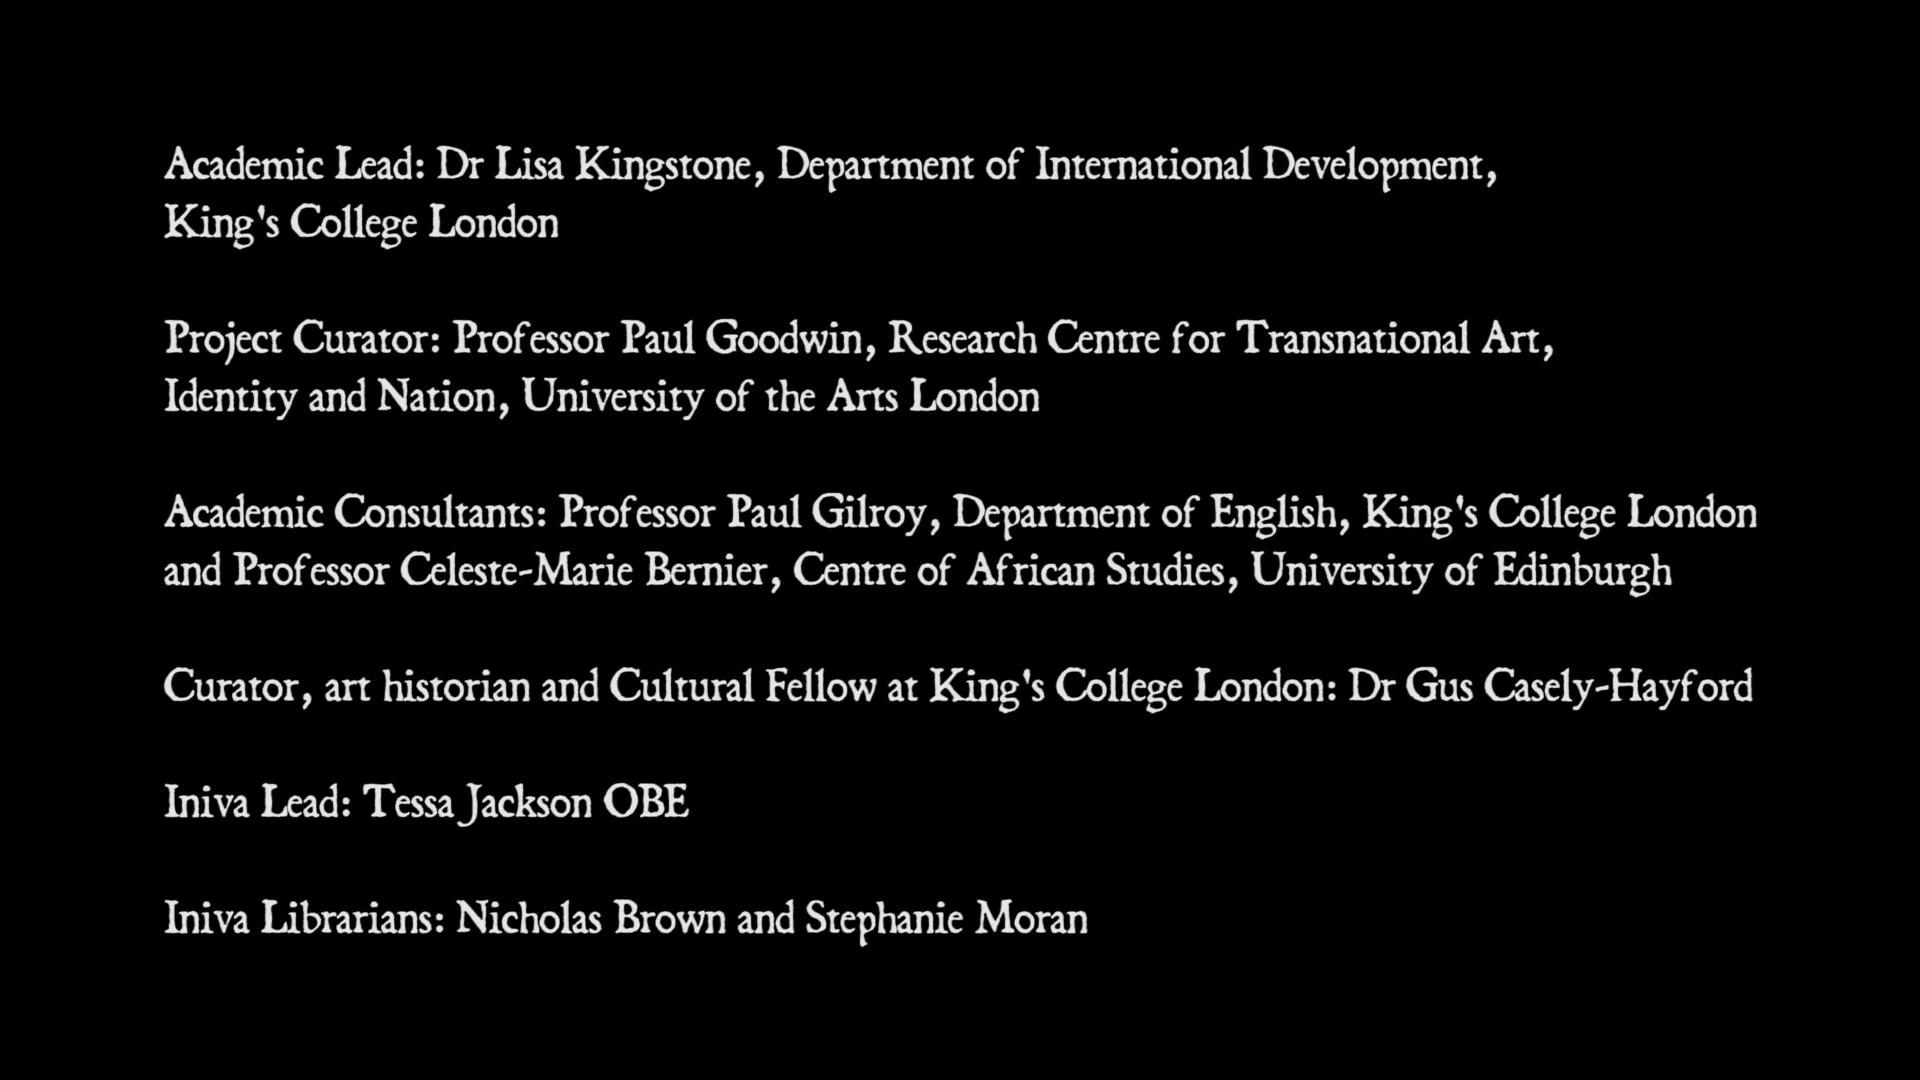 Academic Lead: Dr Lisa Kingstone, Department of International Development,
King's College London
Project Curator: Professor Paul Goodwin, Research Centre for Transnational Art,
Identity and Nation, University of the Arts London
Academic Consultants: Professor Paul Gilroy, Department of English, King's College London
and Professor Celeste-Marie Bernier, Centre of African Studies, University of Edinburgh
Curator, art historian and Cultural Fellow at King's College London: Dr Gus Casely-Hayford
Iniva Lead: Tessa Jackson OBE
Iniva Librarians: Nicholas Brown and Stephanie Moran